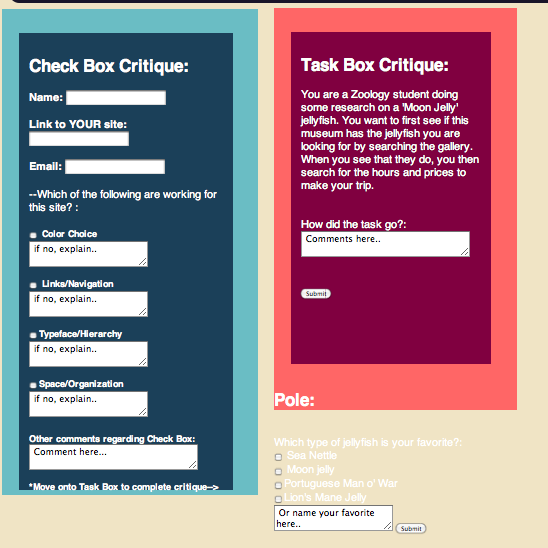 Check Box Critique:
Name:
Link to YOUR site:
Email:
--Which of the following are working for
this site? :
Color Choice
if no, explain..
Links/Navigation
if no, explain..
Typeface/Hierarchy
if no, explain..
Space/Organization
if no, explain..
Other comments regarding Check Box:
Comment here...
*Move onto Task Box to complete critique-->
Task Box Critique:
You are a Zoology student doing
some research on a 'Moon Jelly'
jellyfish. You want to first see if this
museum has the jellyfish you are
looking for by searching the gallery.
When you see that they do, you then
search for the hours and prices to
make your trip.
How did the task go?:
Comments here..
Submit
Pole:
Which type of jellyfish is your favorite?:
Sea Nettle
Moon jelly
Portuguese Man o' War
Lion's Mane Jelly
Or name your favorite
here..
Submit